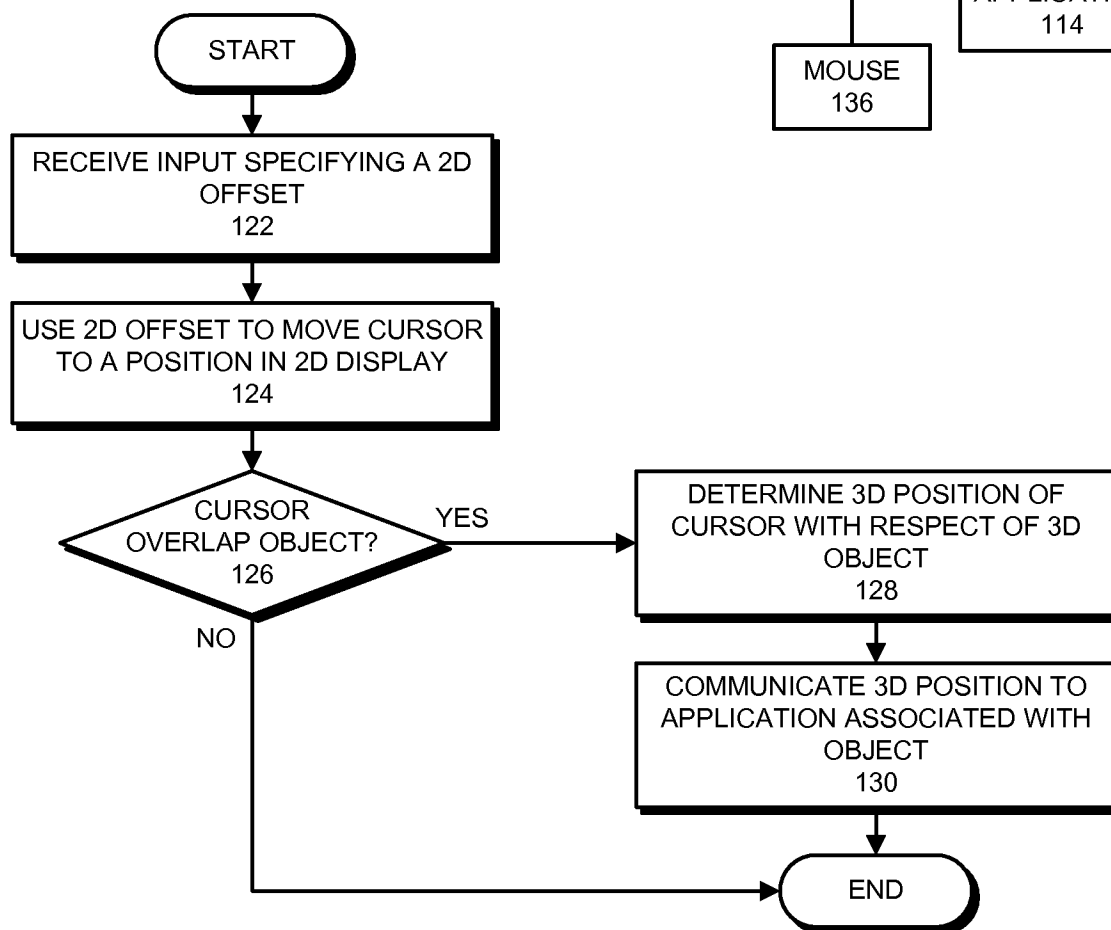 114
MOUSE
136
START
RECEIVE INPUT SPECIFYING A 2D
OFFSET
122
USE 2D OFFSET TO MOVE CURSOR
TO A POSITION IN 2D DISPLAY
124
CURSOR
OVERLAP OBJECT?
126
YES
NO
DETERMINE 3D POSITION OF
CURSOR WITH RESPECT OF 3D
OBJECT
128
COMMUNICATE 3D POSITION TO
APPLICATION ASSOCIATED WITH
OBJECT
130
END